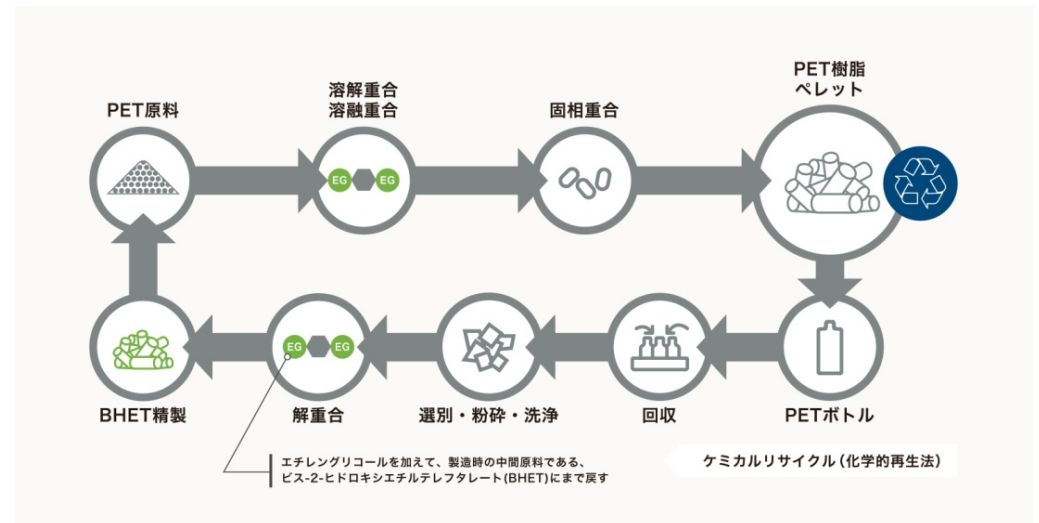 PET原料
溶解重合
溶融重合
固相重合
PET樹脂
ペレット
EG
EG
BHET精製
EG
EG
解重合
選別・粉砕・洗浄
回収
PETボトル
エチレングリコールを加えて、製造時の中間原料である、
ビス-2-ヒドロキシエチルテレフタレート(BHET)にまで戻す
ケミカルリサイクル(化学的再生法)